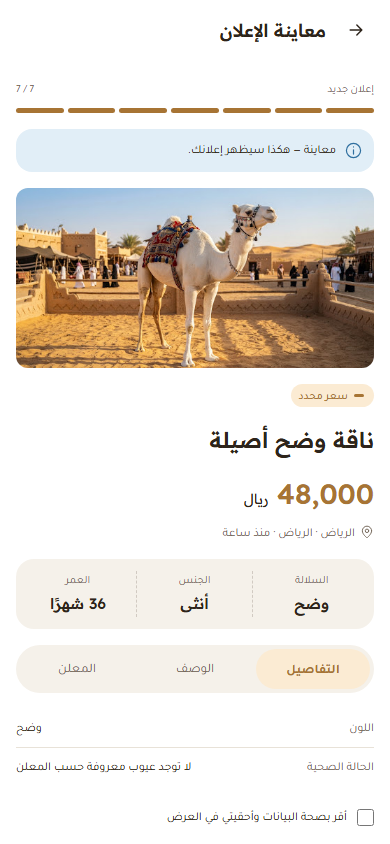 معاينة الإعلان
إعلان جديد
7 / 7
معاينة – هكذا سيظهر إعلانك.
سعر محدد
ناقة وضح أصيلة
48,000 ريال
الرياض · الرياض · منذ ساعة
السلالة
وضح
الجنس
أنثى
العمر
36 شهرًا
التفاصيل
الوصف
المعلن
اللون
وضح
الحالة الصحية
لا توجد عيوب معروفة حسب المعلن
أقر بصحة البيانات وأحقيتي في العرض